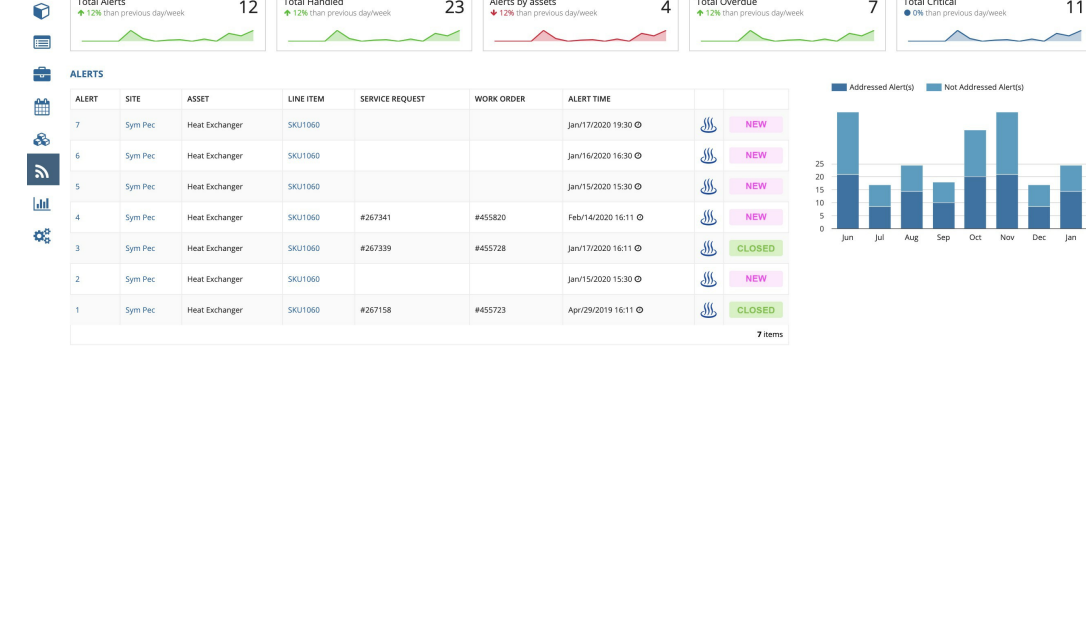 Total Alerts 12 Total Handled 23 Alerts by assets 4 Total Overdue 7 Total Critical 11
12% than previous day/week 12% than previous day/week 12% than previous day/week 12% than previous day/week 0% than previous day/week
ALERTS
Addressed Alert(s) Not Addressed Alert(s)
ALERT SITE ASSET LINE ITEM SERVICE REQUEST WORK ORDER ALERT TIME
7 Sym Pec Heat Exchanger SKU1060 Jan/17/2020 19:30 NEW
6 Sym Pec Heat Exchanger SKU1060 Jan/16/2020 16:30 NEW
5 Sym Pec Heat Exchanger SKU1060 Jan/15/2020 15:30 NEW
4 Sym Pec Heat Exchanger SKU1060 #267341 #455820 Feb/14/2020 16:11 NEW
3 Sym Pec Heat Exchanger SKU1060 #267339 #455728 Jan/17/2020 16:11 CLOSED
2 Sym Pec Heat Exchanger SKU1060 Jan/15/2020 15:30 NEW
1 Sym Pec Heat Exchanger SKU1060 #267158 #455723 Apr/29/2019 16:11 CLOSED
7 items
25
20
15
10
5
0
Jun Jul Aug Sep Oct Nov Dec Jan